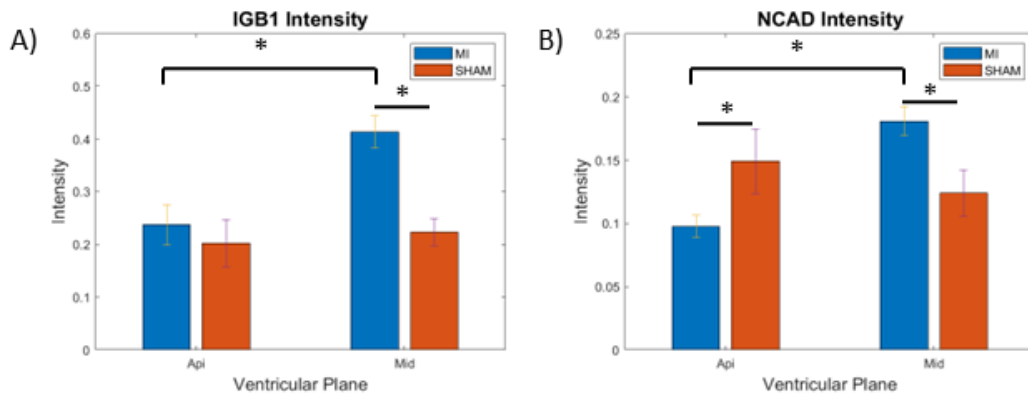 A)
IGB1 Intensity
0.6
0.5
0.4
0.3
0.2
0.1
0
Intensity
*
*
MI
SHAM
Api
Mid
Ventricular Plane
B)
NCAD Intensity
0.25
0.2
0.15
0.1
0.05
0
Intensity
*
*
*
MI
SHAM
Api
Mid
Ventricular Plane